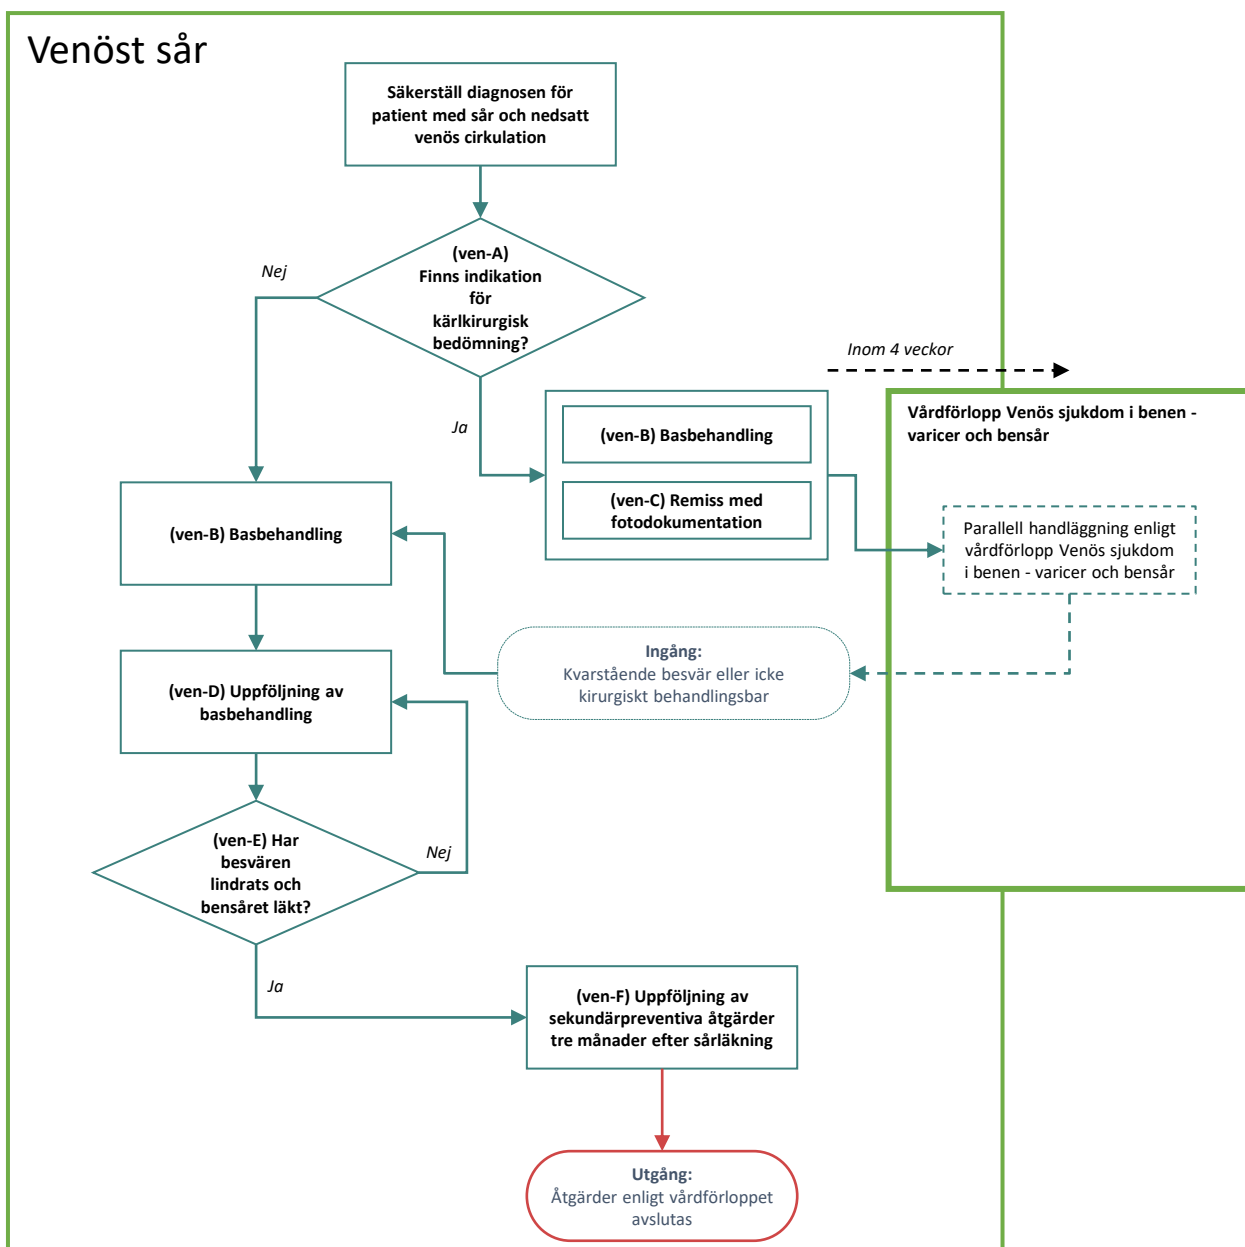 Venöst sår
Säkerställ diagnosen för
patient med sår och nedsatt
venös cirkulation
(ven-A)
Finns indikation
för
kärlkirurgisk
bedömning?
Nej
Ja
Inom 4 veckor
(ven-B) Basbehandling
(ven-C) Remiss med
fotodokumentation
Vårdförlopp Venös sjukdom i benen -
varicer och bensår
Parallell handläggning enligt
vårdförlopp Venös sjukdom
i benen - varicer och bensår
(ven-B) Basbehandling
Ingång:
Kvarstående besvär eller icke
kirurgiskt behandlingsbar
(ven-D) Uppföljning av
basbehandling
(ven-E) Har
besvären
lindrats och
bensåret läkt?
Nej
Ja
(ven-F) Uppföljning av
sekundärpreventiva åtgärder
tre månader efter sårläkning
Utgång:
Åtgärder enligt vårdförloppet
avslutas